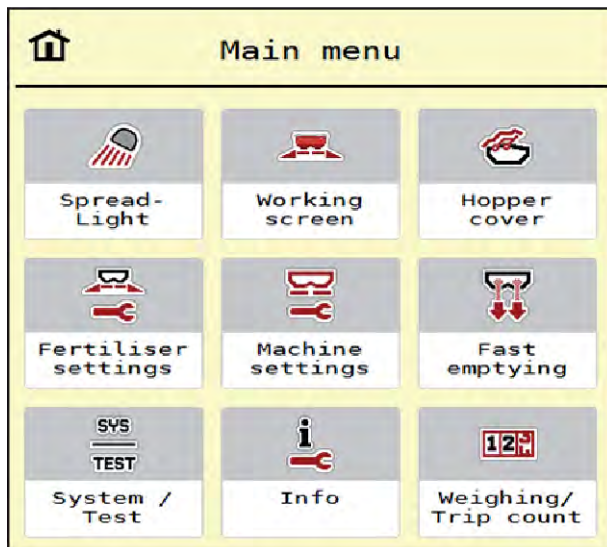 Main menu
Spread-
Light
Working
screen
Hopper
cover
Fertiliser
settings
Machine
settings
Fast
emptying
SYS
TEST
System /
Test
i
Info
12
Weighing/
Trip count